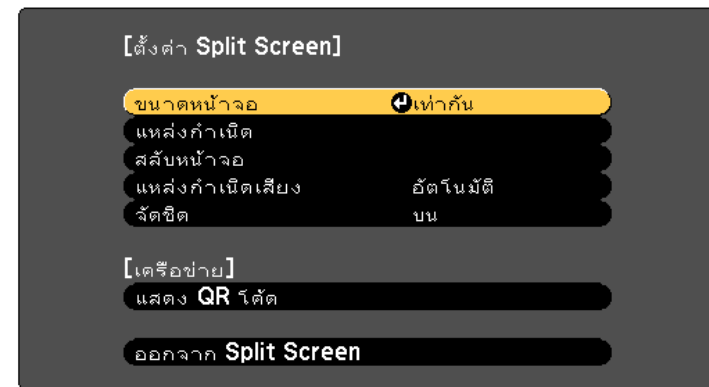 [ตั้งค่า Split Screen]
ขนาดหน้าจอ เท่ากัน
แหล่งกำเนิด
สลับหน้าจอ
แหล่งกำเนิดเสียง อัตโนมัติ
จัดชิด บน
[เครือข่าย]
แสดง QR โค้ด
ออกจาก Split Screen